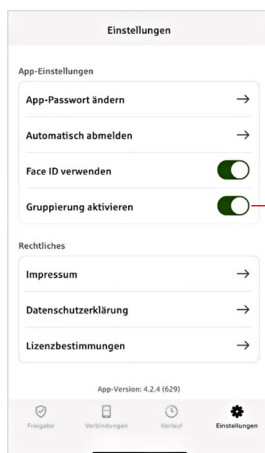 Einstellungen
App-Einstellungen
App-Passwort ändern
Automatisch abmelden
Face ID verwenden
Gruppierung aktivieren
Rechtliches
Impressum
Datenschutzerklärung
Lizenzbestimmungen
App-Version: 4.2.4 (629)
Freigabe Verbindungen Verlauf Einstellungen